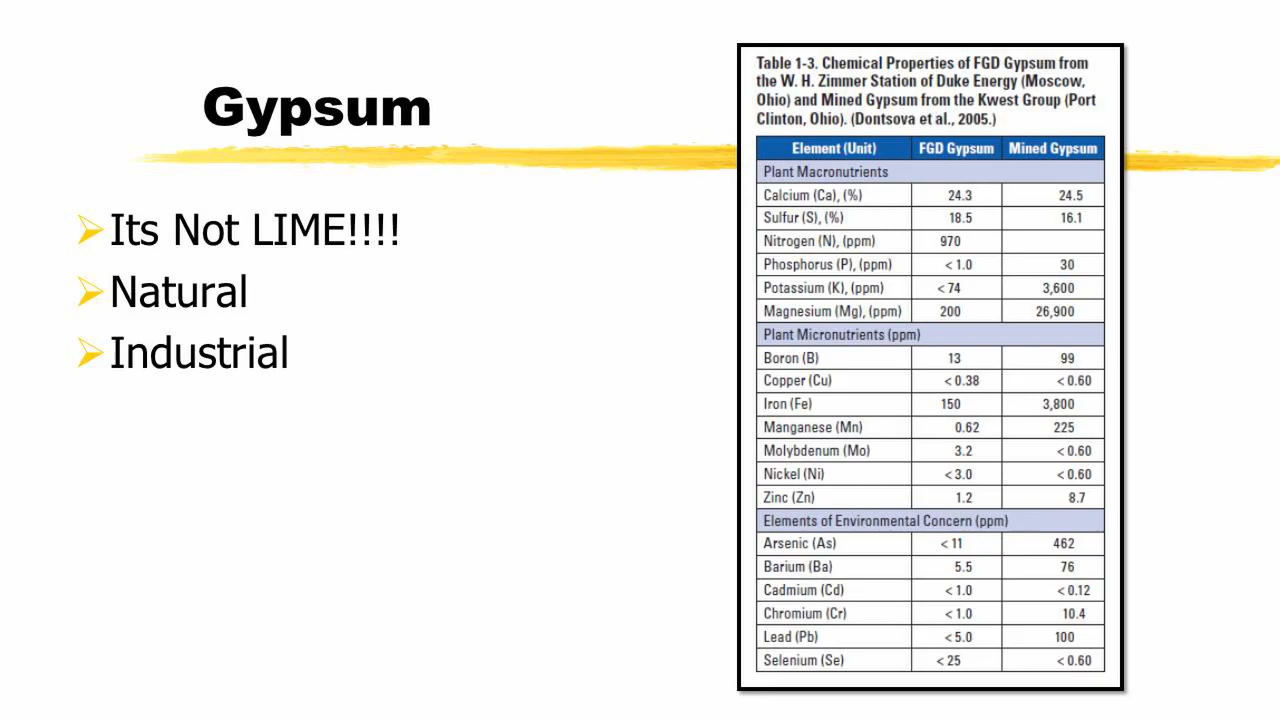 Gypsum
Its Not LIME!!!!
Natural
Industrial
Table 1-3. Chemical Properties of FGD Gypsum from
the W. H. Zimmer Station of Duke Energy (Moscow,
Ohio) and Mined Gypsum from the Kwest Group (Port
Clinton, Ohio). (Dontsova et al., 2005.)
Element (Unit) FGD Gypsum Mined Gypsum
Plant Macronutrients
Calcium (Ca), (%) 24.3 24.5
Sulfur (S), (%) 18.5 16.1
Nitrogen (N), (ppm) 970
Phosphorus (P), (ppm) < 1.0 30
Potassium (K), (ppm) < 74 3,600
Magnesium (Mg), (ppm) 200 26,900
Plant Micronutrients (ppm)
Boron (B) 13 99
Copper (Cu) < 0.38 < 0.60
Iron (Fe) 150 3,800
Manganese (Mn) 0.62 225
Molybdenum (Mo) 3.2 < 0.60
Nickel (Ni) < 3.0 < 0.60
Zinc (Zn) 1.2 8.7
Elements of Environmental Concern (ppm)
Arsenic (As) < 11 462
Barium (Ba) 5.5 76
Cadmium (Cd) < 1.0 < 0.12
Chromium (Cr) < 1.0 10.4
Lead (Pb) < 5.0 100
Selenium (Se) < 25 < 0.60